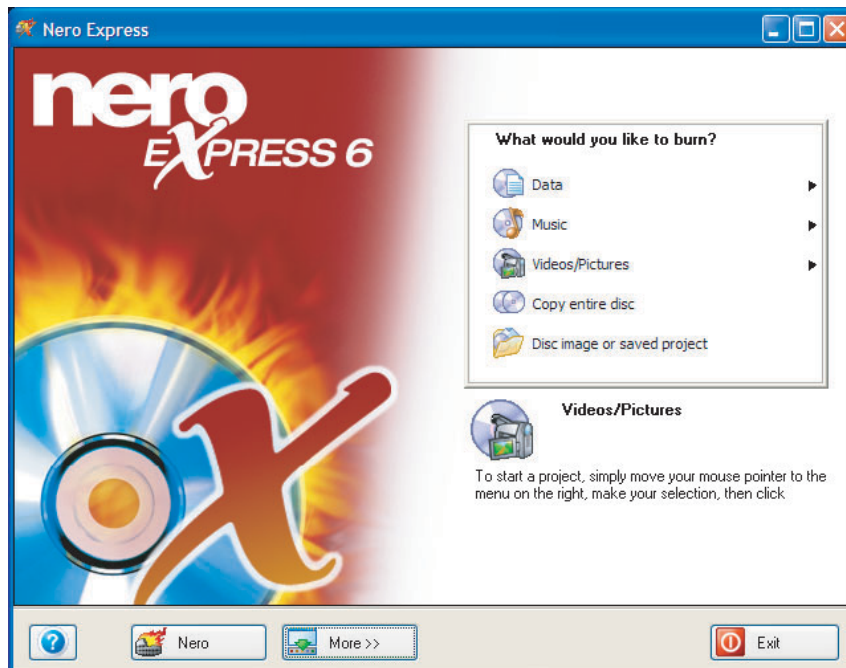 Nero Express
nero
EXPRESS 6
What would you like to burn?
Data
Music
Videos/Pictures
Copy entire disc
Disc image or saved project
Videos/Pictures
To start a project, simply move your mouse pointer to the
menu on the right, make your selection, then click
?
Nero
More >>
Exit